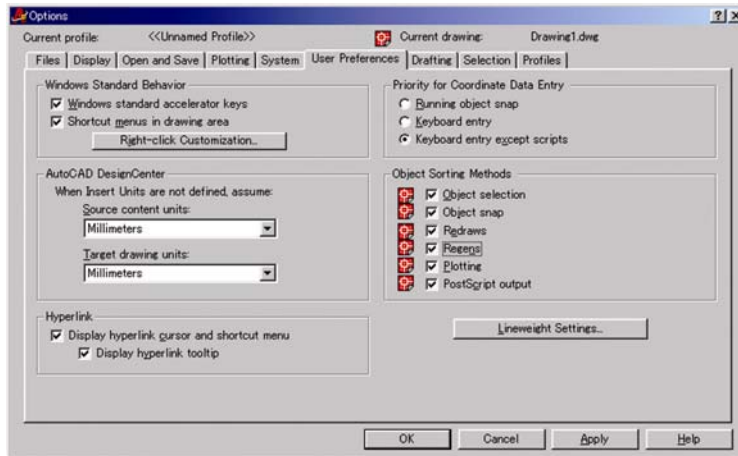 Options
Current profile: <<Unnamed Profile>> Current drawing: Drawing1.dwg
Files Display Open and Save Plotting System User Preferences Drafting Selection Profiles
Windows Standard Behavior
Windows standard accelerator keys
Shortcut menus in drawing area
Right-click Customization...
AutoCAD DesignCenter
When Insert Units are not defined, assume:
Source content units:
Millimeters
Target drawing units:
Millimeters
Hyperlink
Display hyperlink cursor and shortcut menu
Display hyperlink tooltip
Priority for Coordinate Data Entry
Running object snap
Keyboard entry
Keyboard entry except scripts
Object Sorting Methods
Object selection
Object snap
Redraws
Regens
Plotting
PostScript output
Lineweight Settings...
OK Cancel Apply Help